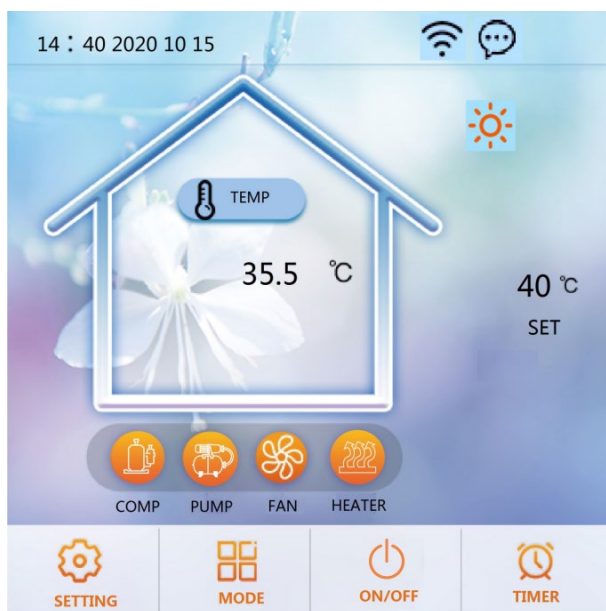 14：40 2020 10 15
TEMP
35.5 ℃
40 ℃
SET
COMP PUMP FAN HEATER
SETTING MODE ON/OFF TIMER